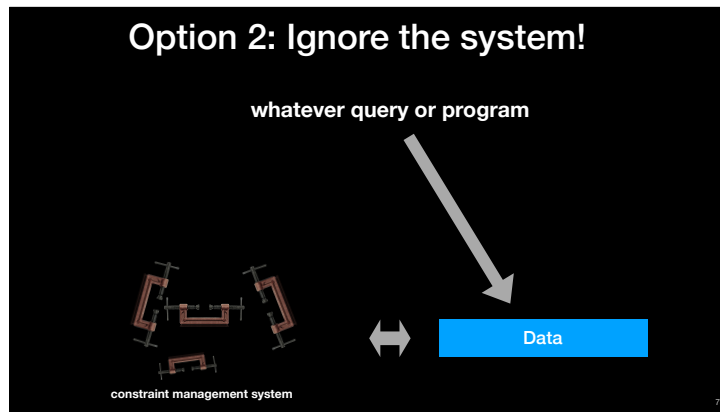 Option 2: Ignore the system!
whatever query or program
Data
constraint management system
7